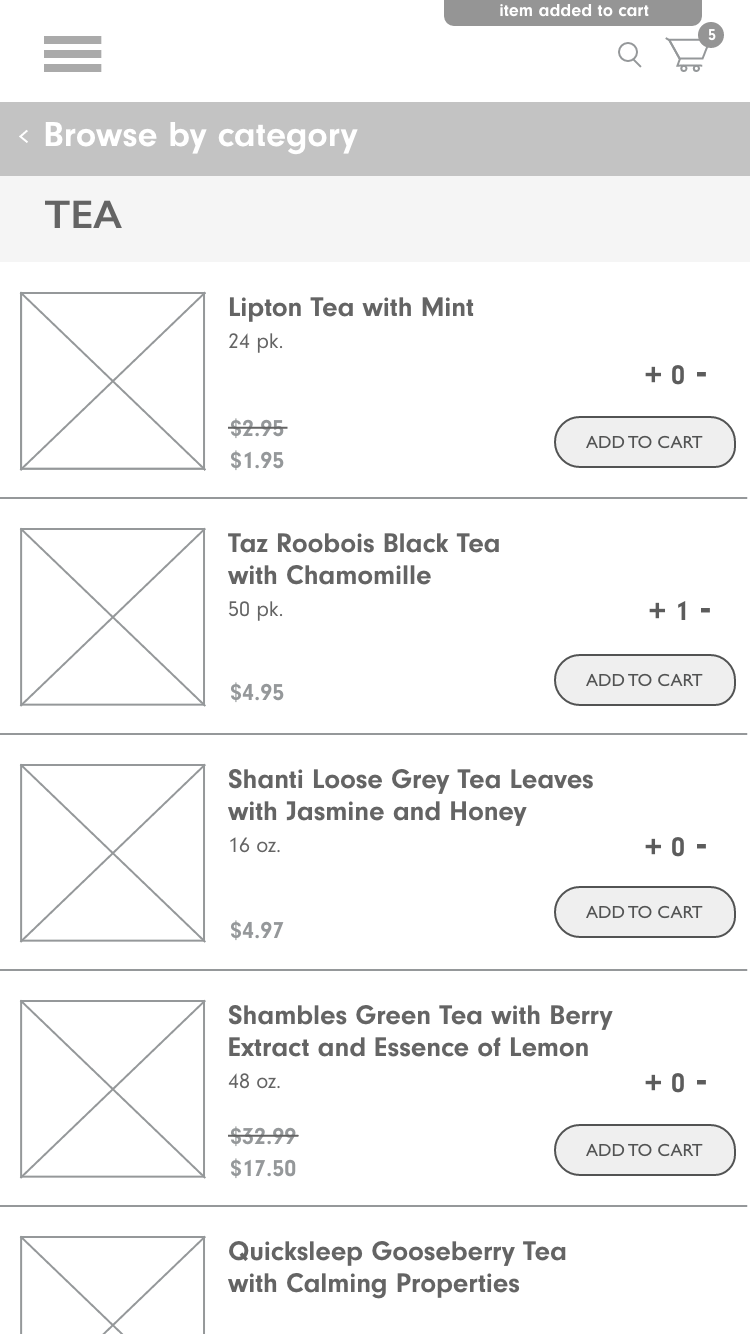 item added to cart
5
< Browse by category
TEA
Lipton Tea with Mint
24 pk.
+ 0 -
$2.95
$1.95
ADD TO CART
Taz Roobois Black Tea
with Chamomille
50 pk.
+ 1 -
$4.95
ADD TO CART
Shanti Loose Grey Tea Leaves
with Jasmine and Honey
16 oz.
+ 0 -
$4.97
ADD TO CART
Shambles Green Tea with Berry
Extract and Essence of Lemon
48 oz.
+ 0 -
$32.99
$17.50
ADD TO CART
Quicksleep Gooseberry Tea
with Calming Properties